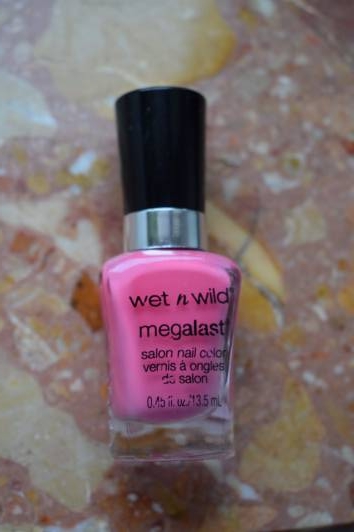 wet n wild
megalast
salon nail color
vernis à ongles
de salon
0.45 fl. oz./13.5 mL